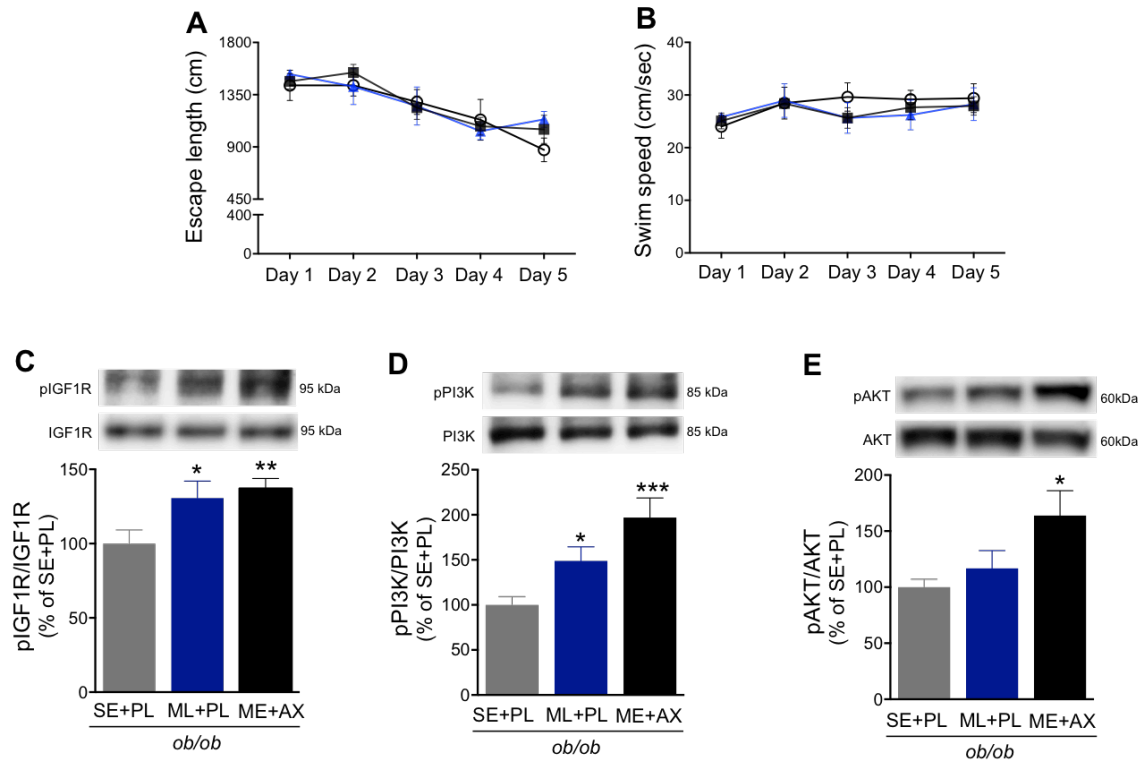 A
Escape length (cm)
1800
1350
900
450
400
0
Day 1 Day 2 Day 3 Day 4 Day 5
B
Swim speed (cm/sec)
40
30
20
10
0
Day 1 Day 2 Day 3 Day 4 Day 5
C
pIGF1R 95 kDa
IGF1R 95 kDa
pIGF1R/IGF1R
(% of SE+PL)
150
100
50
0
* **
SE+PL ML+PL ME+AX
ob/ob
D
pPI3K 85 kDa
PI3K 85 kDa
pPI3K/PI3K
(% of SE+PL)
250
200
150
100
50
0
* ***
SE+PL ML+PL ME+AX
ob/ob
E
pAKT 60kDa
AKT 60kDa
pAKT/AKT
(% of SE+PL)
200
150
100
50
0
*
SE+PL ML+PL ME+AX
ob/ob